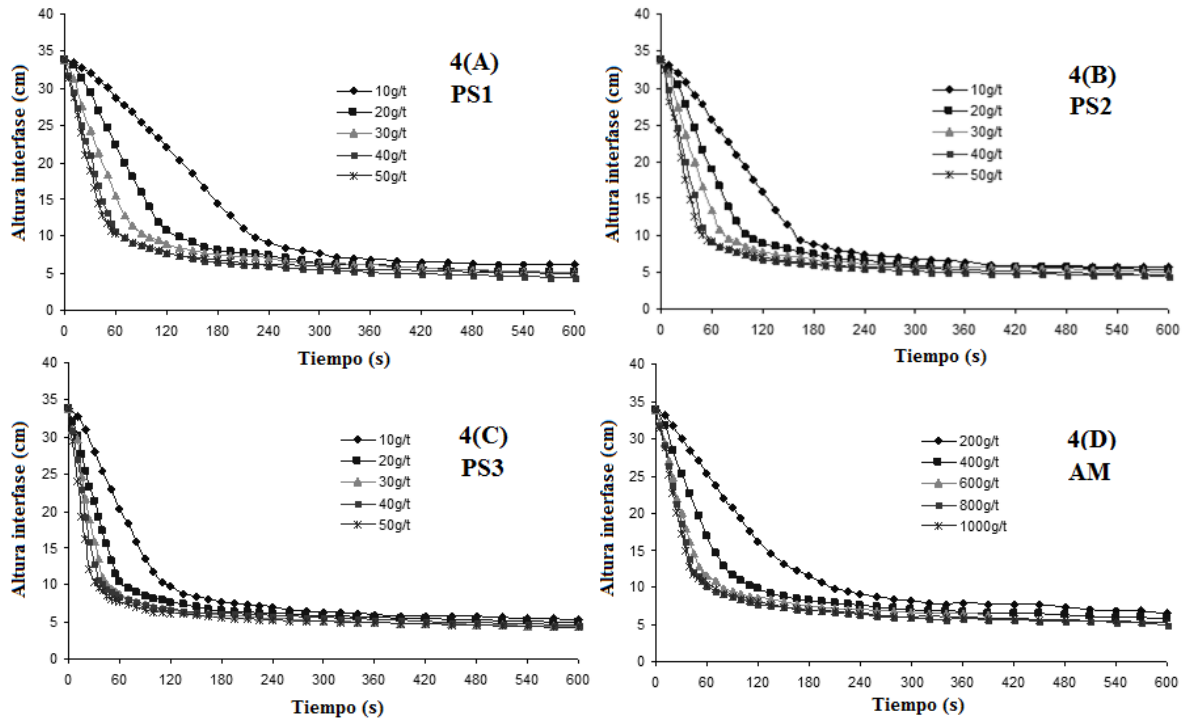 4(A)
PS1
Altura interfase (cm)
40
35
30
25
20
15
10
5
0
10g/t
20g/t
30g/t
40g/t
50g/t
0 60 120 180 240 300 360 420 480 540 600
Tiempo (s)
4(B)
PS2
Altura interfase (cm)
40
35
30
25
20
15
10
5
0
10g/t
20g/t
30g/t
40g/t
50g/t
0 60 120 180 240 300 360 420 480 540 600
Tiempo (s)
4(C)
PS3
Altura interfase (cm)
40
35
30
25
20
15
10
5
0
10g/t
20g/t
30g/t
40g/t
50g/t
0 60 120 180 240 300 360 420 480 540 600
Tiempo (s)
4(D)
AM
Altura interfase (cm)
40
35
30
25
20
15
10
5
0
200g/t
400g/t
600g/t
800g/t
1000g/t
0 60 120 180 240 300 360 420 480 540 600
Tiempo (s)